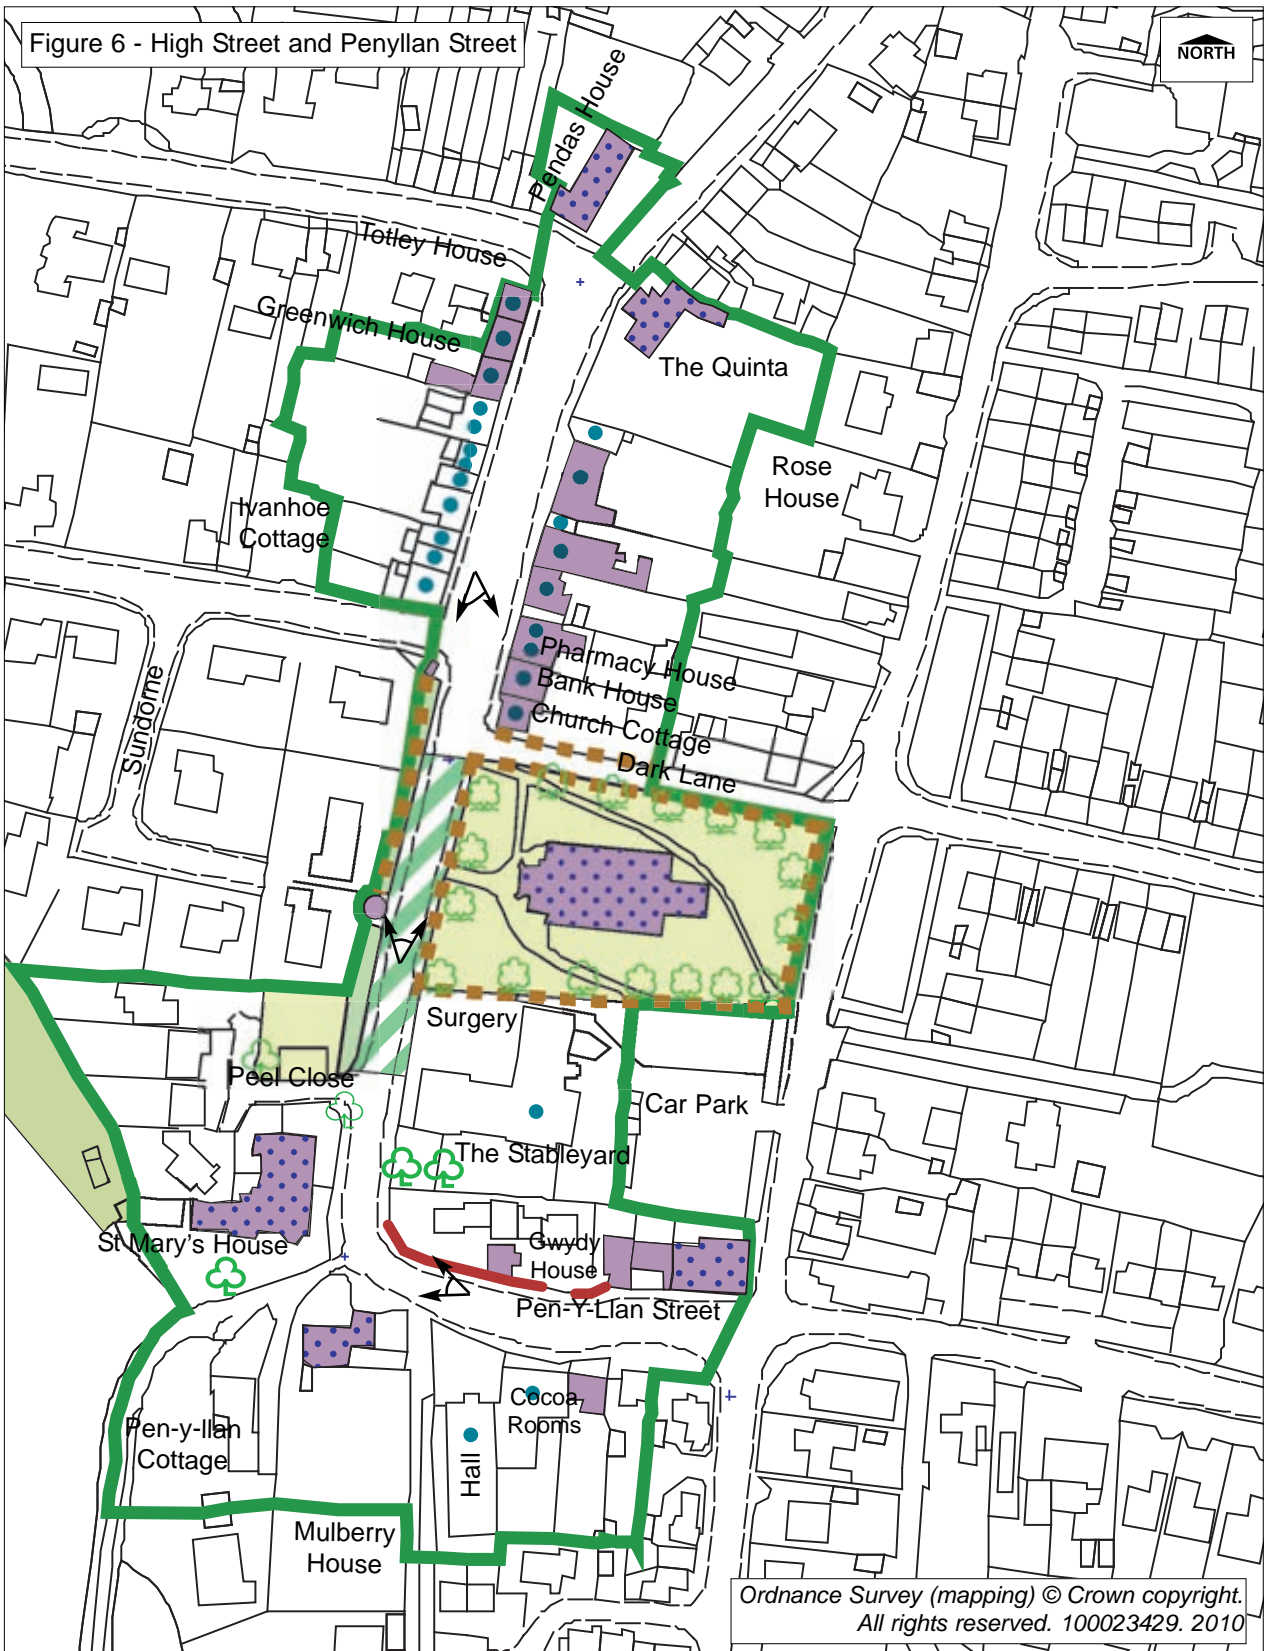 Figure 6 - High Street and Penyllan Street
NORTH
Pendas House
Totley House
Greenwich House
The Quinta
Rose
House
Ivanhoe
Cottage
Sundorne
Pharmacy House
Bank House
Church Cottage
Dark Lane
Surgery
Peel Close
Car Park
The Stableyard
St Mary's House
Gwydy
House
Pen-Y-Llan Street
Pen-y-llan
Cottage
Cocoa
Rooms
Hall
Mulberry
House
Ordnance Survey (mapping) © Crown copyright.
All rights reserved. 100023429. 2010